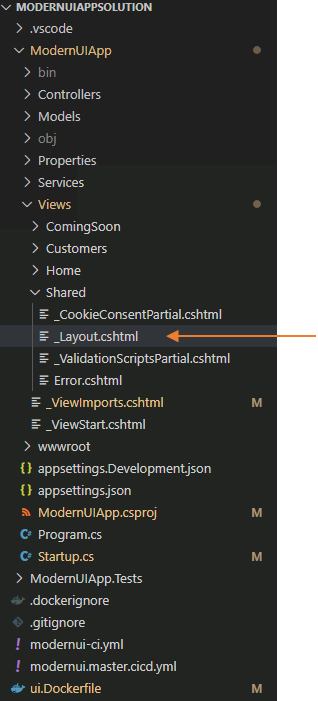 MODERNUIAPPSOLUTION
.vscode
ModernUIApp
bin
Controllers
Models
obj
Properties
Services
Views
ComingSoon
Customers
Home
Shared
_CookieConsentPartial.cshtml
_Layout.cshtml
_ValidationScriptsPartial.cshtml
Error.cshtml
_ViewImports.cshtml M
_ViewStart.cshtml
wwwroot
{} appsettings.Development.json
{} appsettings.json
ModernUIApp.csproj M
C# Program.cs
C# Startup.cs M
ModernUIApp.Tests
.dockerignore
.gitignore
! modernui-ci.yml
! modernui.master.cicd.yml
ui.Dockerfile M